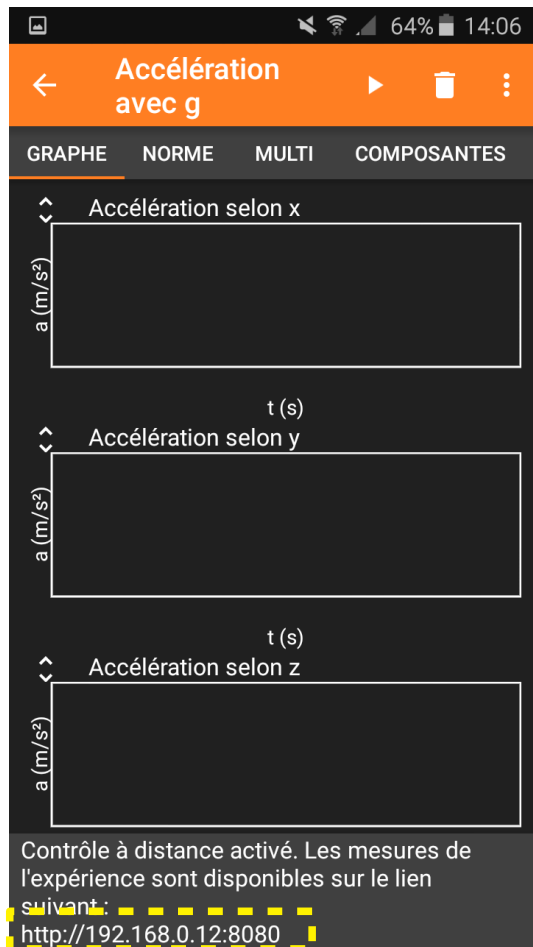 64% 14:06
Accélération
avec g
GRAPHE NORME MULTI COMPOSANTES
Accélération selon x
a (m/s²)
t (s)
Accélération selon y
a (m/s²)
t (s)
Accélération selon z
a (m/s²)
Contrôle à distance activé. Les mesures de
l'expérience sont disponibles sur le lien
suivant :
http://192.168.0.12:8080